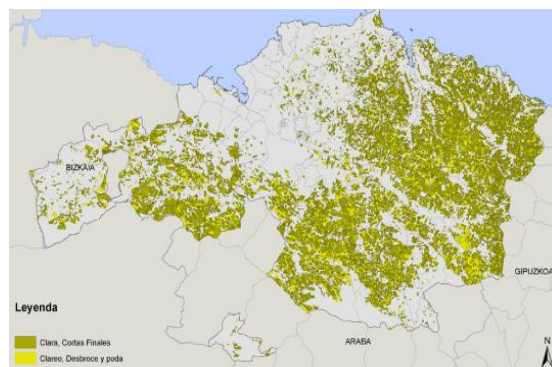 BIZKAIA
GIPUZKOA
Leyenda
Clara, Cortas Finales
ARABA
N
Clareo, Desbroce y poda